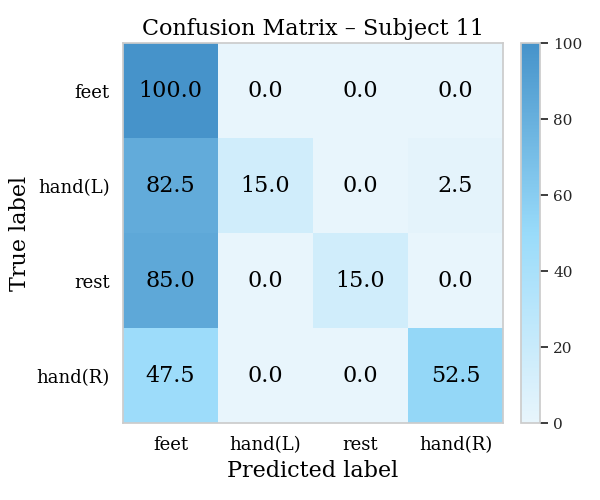 Confusion Matrix – Subject 11
True label
feet 100.0 0.0 0.0 0.0
hand(L) 82.5 15.0 0.0 2.5
rest 85.0 0.0 15.0 0.0
hand(R) 47.5 0.0 0.0 52.5
feet hand(L) rest hand(R)
Predicted label
100
80
60
40
20
0